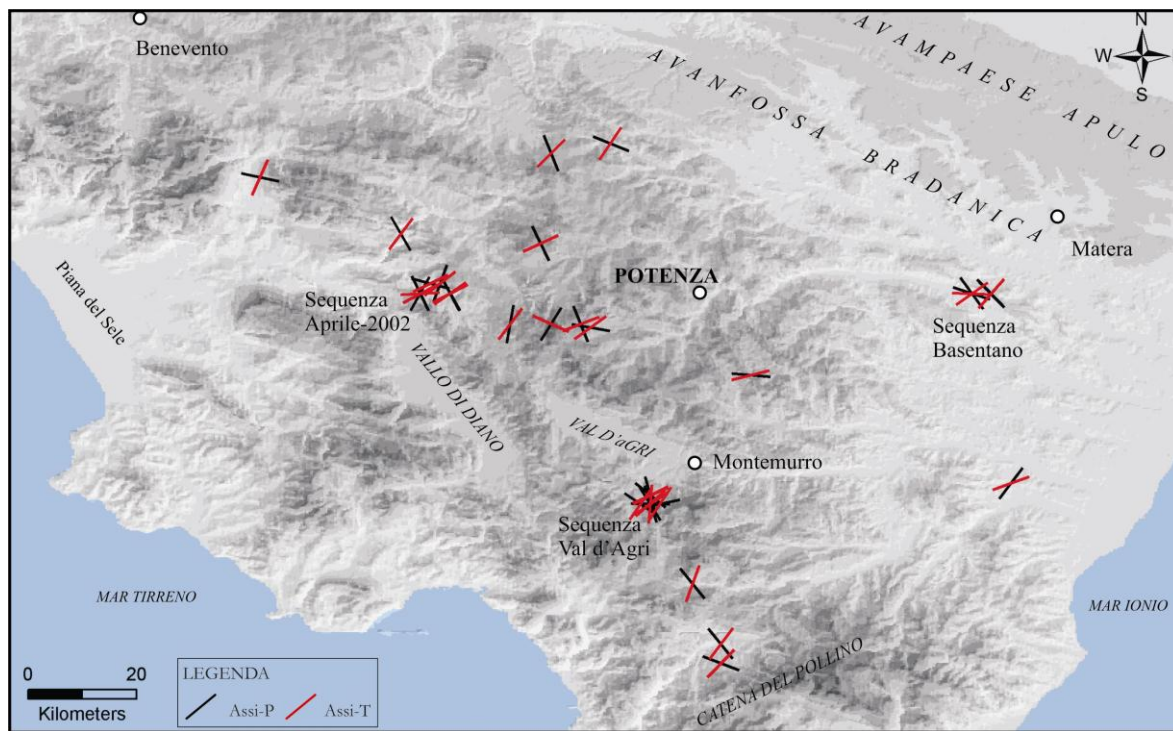 Benevento
N
W
E
S
AVAMPAESE APULO
AVANFOSSA BRADANICA
Matera
Piana del Sele
POTENZA
Sequenza
Aprile-2002
Sequenza
Basentano
VALLO DI DIANO
VAL D'aGRI
Montemurro
Sequenza
Val d'Agri
MAR TIRRENO
MAR IONIO
CATENA DEL POLLINO
0 20
Kilometers
LEGENDA
Assi-P Assi-T